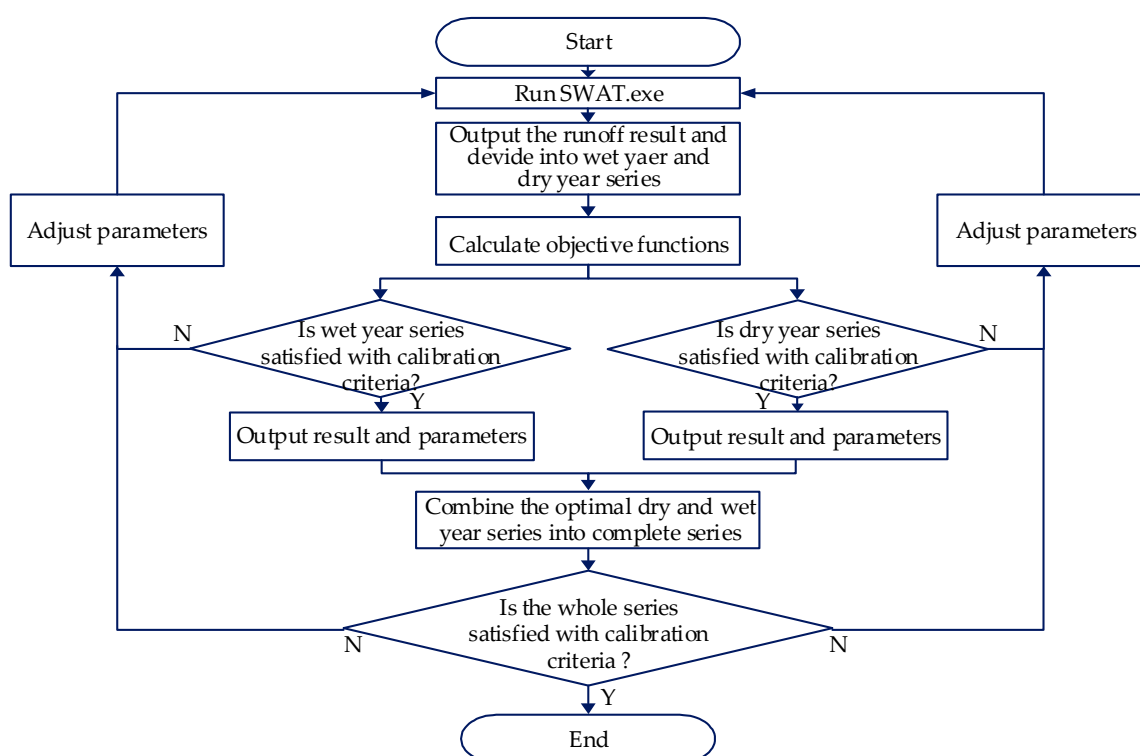 Start
Run SWAT.exe
Output the runoff result and
devide into wet yaer and
dry year series
Adjust parameters
Adjust parameters
Calculate objective functions
N
Is wet year series
satisfied with calibration
criteria?
Y
Is dry year series
satisfied with calibration
criteria?
N
Y
Output result and parameters
Output result and parameters
Combine the optimal dry and wet
year series into complete series
Is the whole series
satisfied with calibration
criteria ?
N
N
Y
End